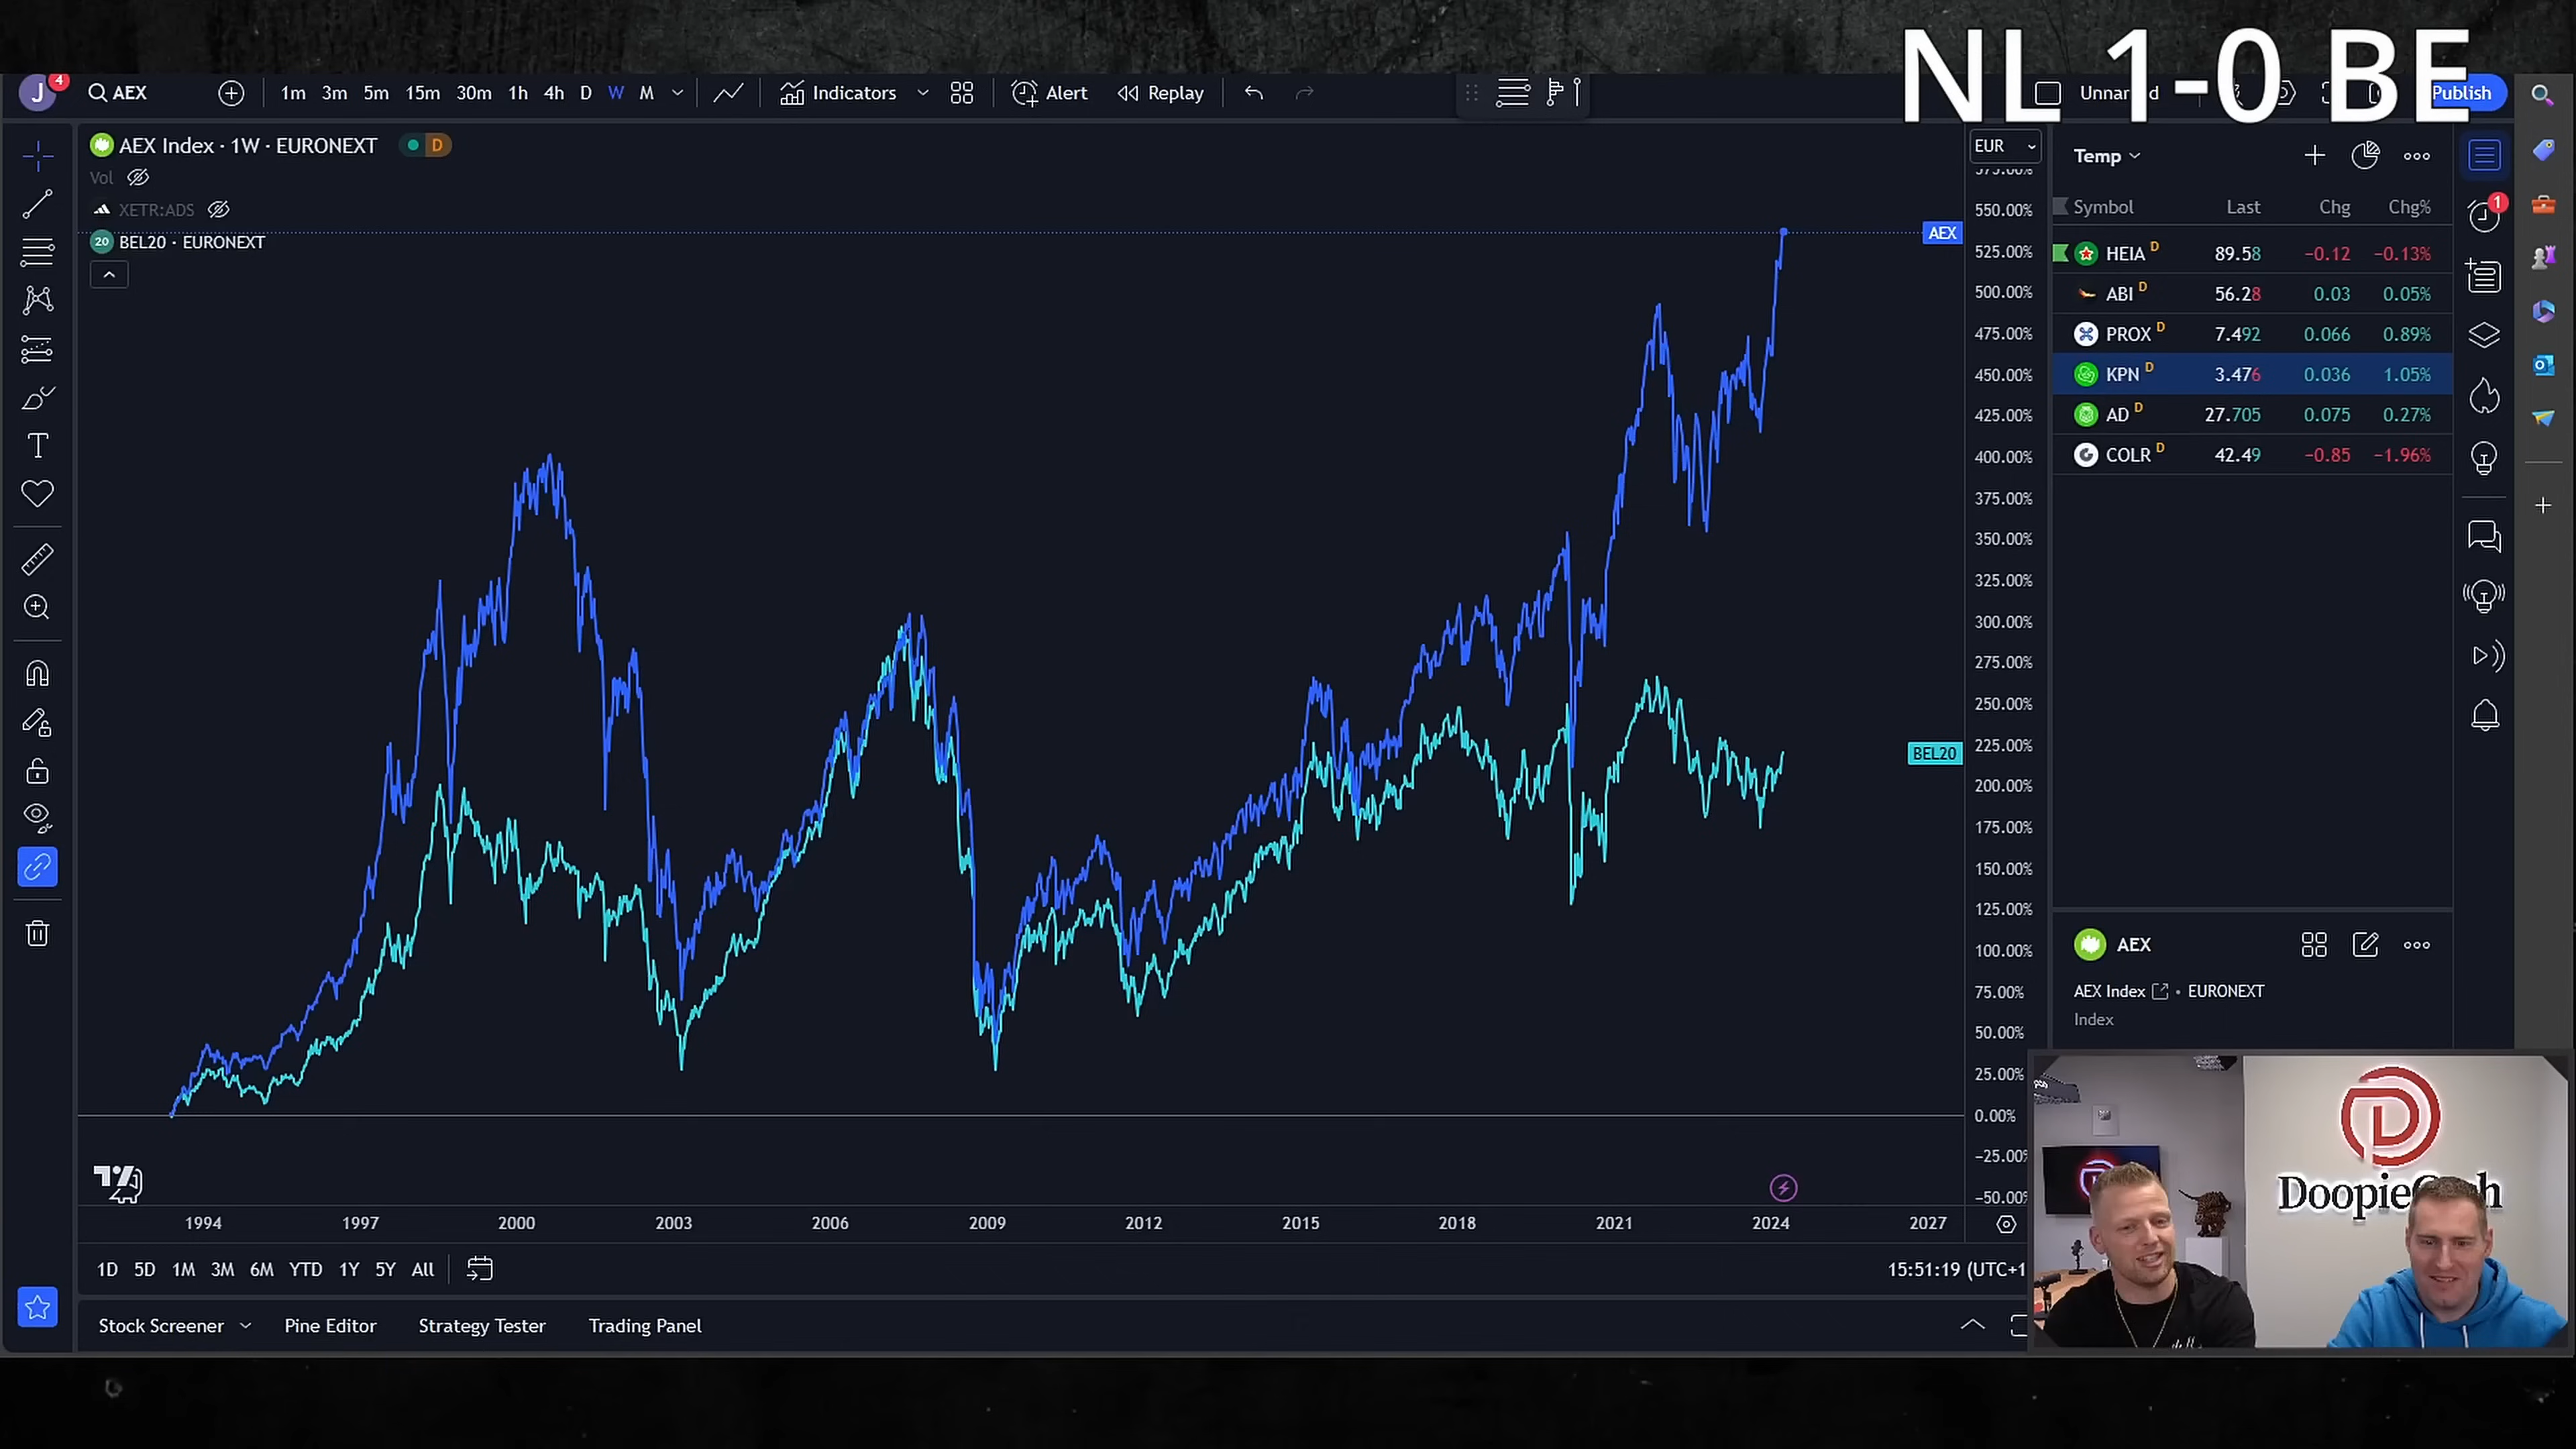 NL 1-0 BE
J 4 AEX 1m 3m 5m 15m 30m 1h 4h D W M Indicators Alert Replay Publish
AEX Index · 1W · EURONEXT D
Vol
XETR:ADS
20 BEL20 · EURONEXT
EUR
575.00%
550.00%
AEX
525.00%
500.00%
475.00%
450.00%
425.00%
400.00%
375.00%
350.00%
325.00%
300.00%
275.00%
250.00%
225.00%
BEL20
200.00%
175.00%
150.00%
125.00%
100.00%
75.00%
50.00%
25.00%
0.00%
−25.00%
−50.00%
1994 1997 2000 2003 2006 2009 2012 2015 2018 2021 2024 2027
1D 5D 1M 3M 6M YTD 1Y 5Y All
15:51:19 (UTC+1
Stock Screener Pine Editor Strategy Tester Trading Panel
Temp
Symbol Last Chg Chg%
HEIA D 89.58 −0.12 −0.13%
ABI D 56.28 0.03 0.05%
PROX D 7.492 0.066 0.89%
KPN D 3.476 0.036 1.05%
AD D 27.705 0.075 0.27%
COLR D 42.49 −0.85 −1.96%
1
AEX
AEX Index • EURONEXT
Index